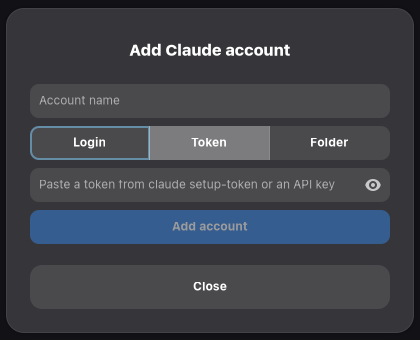 Add Claude account
Account name
Login Token Folder
Paste a token from claude setup-token or an API key
Add account
Close